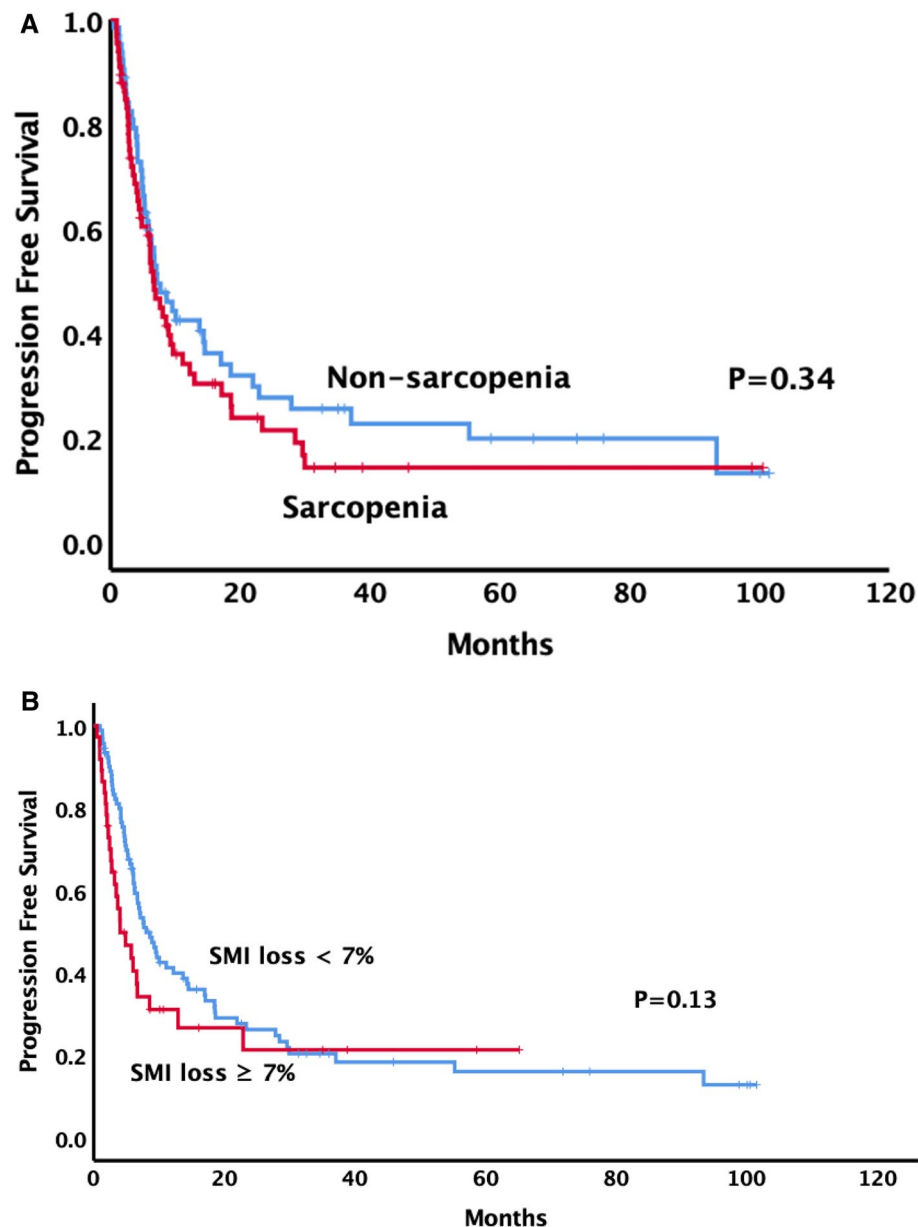 A
1.0
0.8
0.6
0.4
0.2
0.0
Progression Free Survival
Non-sarcopenia
P=0.34
Sarcopenia
0 20 40 60 80 100 120
Months
B
1.0
0.8
0.6
0.4
0.2
0.0
Progression Free Survival
SMI loss < 7%
P=0.13
SMI loss ≥ 7%
0 20 40 60 80 100 120
Months